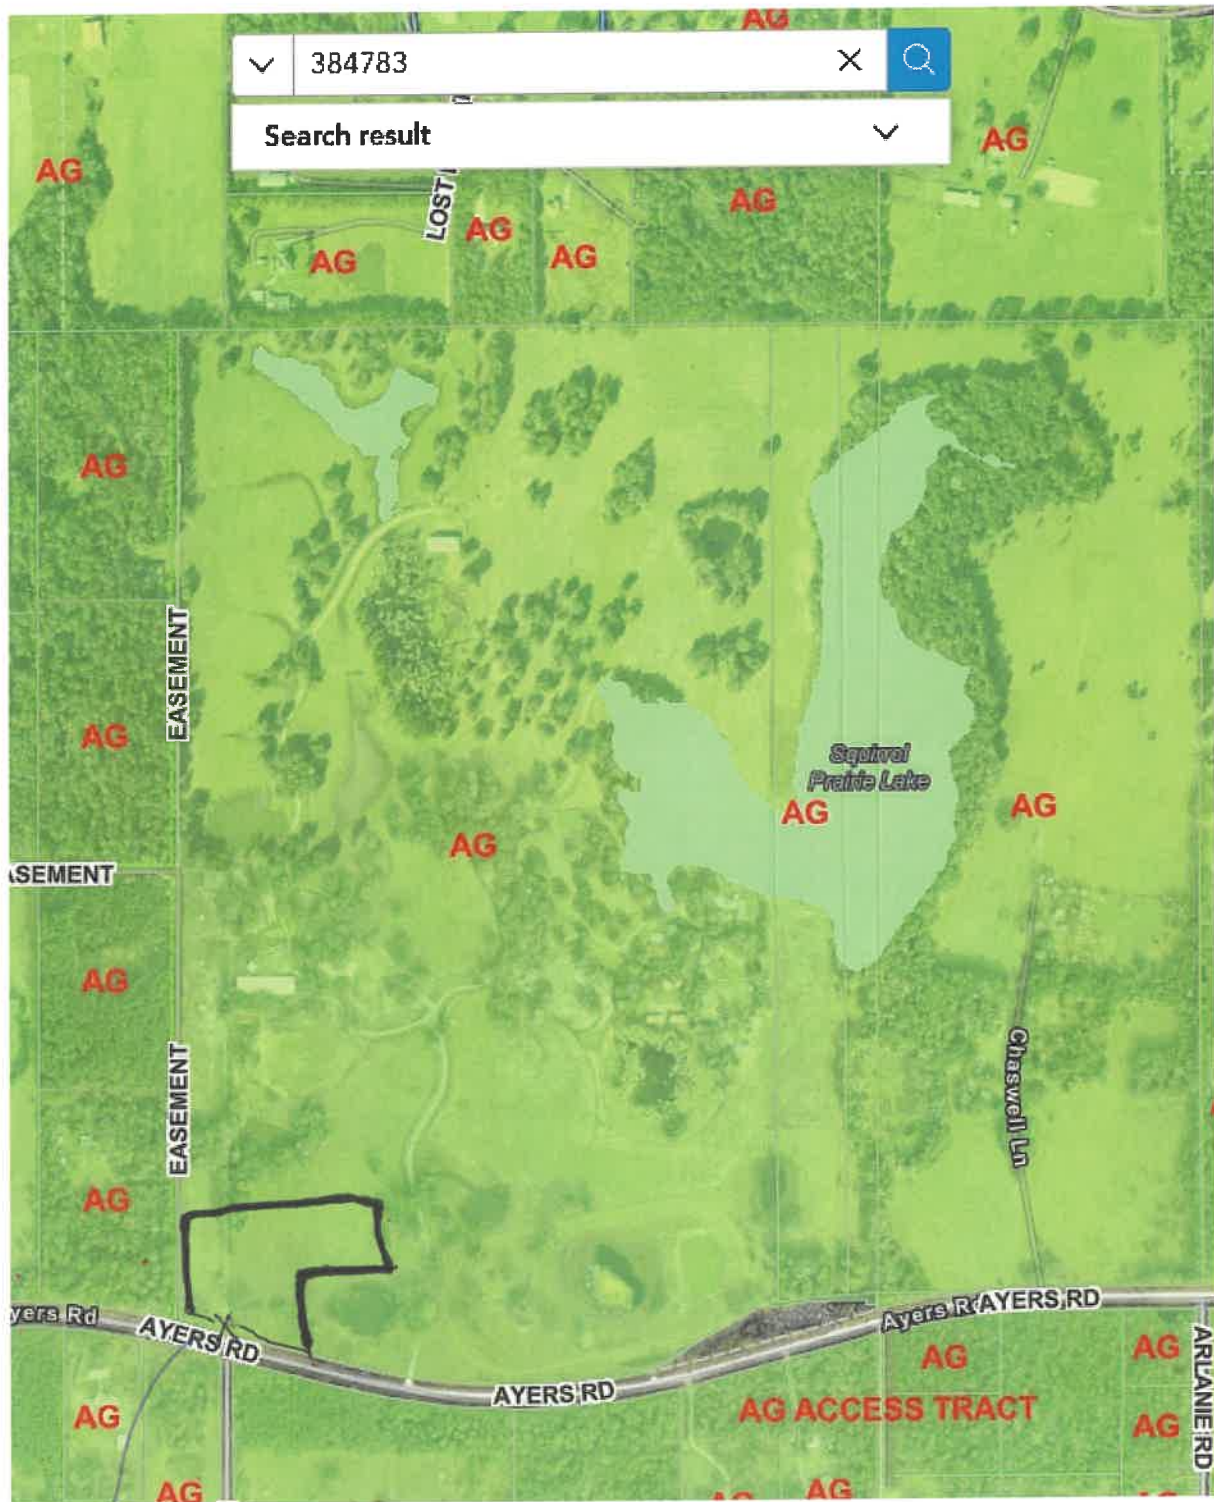 AG
384783
Search result
AG
AG
AG
LOST
AG
AG
AG
AG
EASEMENT
AG
Squirrel
Prairie Lake
AG
AG
AG
ASEMENT
AG
Chaswell Ln
EASEMENT
AG
yers Rd
AYERS RD
Ayers Rd
AYERS RD
AYERS RD
AG
AG
ARLANIE RD
AG ACCESS TRACT
AG
AG
AG
AG